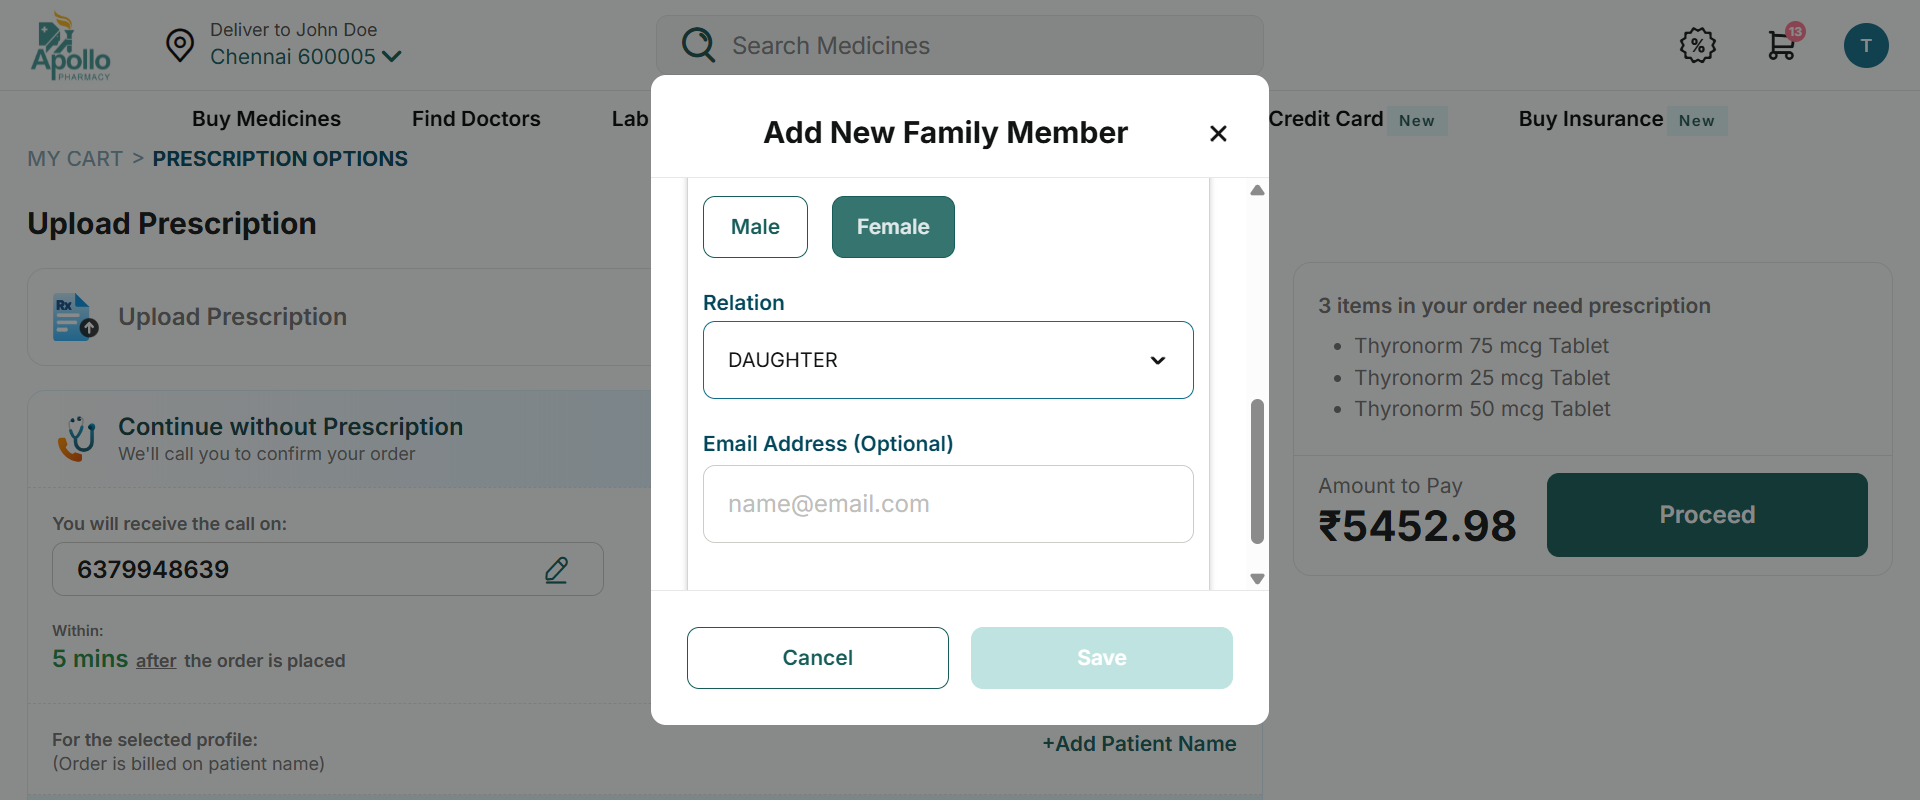 Apollo
PHARMACY
Deliver to John Doe
Chennai 600005
Search Medicines
%
13
T
Buy Medicines
Find Doctors
Lab
Credit Card New
Buy Insurance New
MY CART > PRESCRIPTION OPTIONS
Upload Prescription
Rx
Upload Prescription
Continue without Prescription
We'll call you to confirm your order
You will receive the call on:
6379948639
Within:
5 mins after the order is placed
For the selected profile:
(Order is billed on patient name)
+Add Patient Name
Add New Family Member
Male
Female
Relation
DAUGHTER
Email Address (Optional)
name@email.com
Cancel
Save
3 items in your order need prescription
• Thyronorm 75 mcg Tablet
• Thyronorm 25 mcg Tablet
• Thyronorm 50 mcg Tablet
Amount to Pay
₹5452.98
Proceed